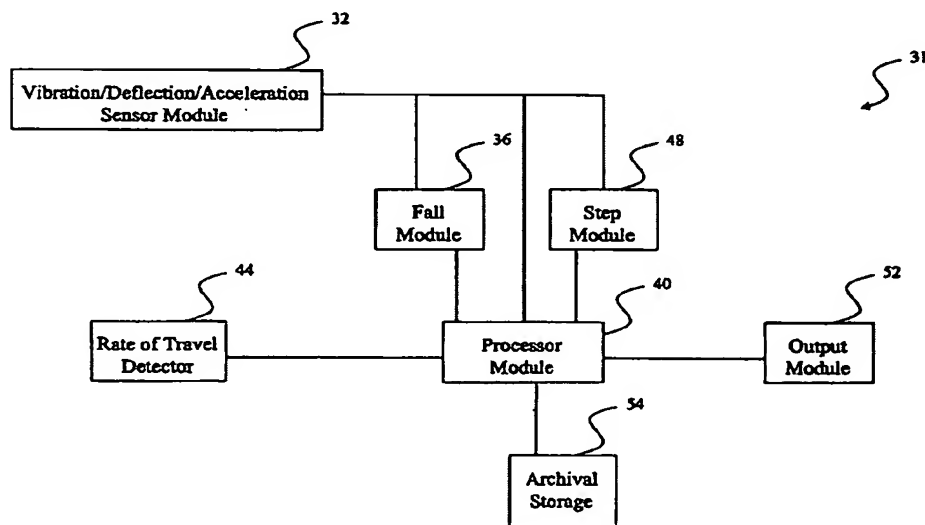 32
31
Vibration/Deflection/Acceleration
Sensor Module
36
48
Fall
Module
Step
Module
44
40
52
Rate of Travel
Detector
Processor
Module
Output
Module
54
Archival
Storage